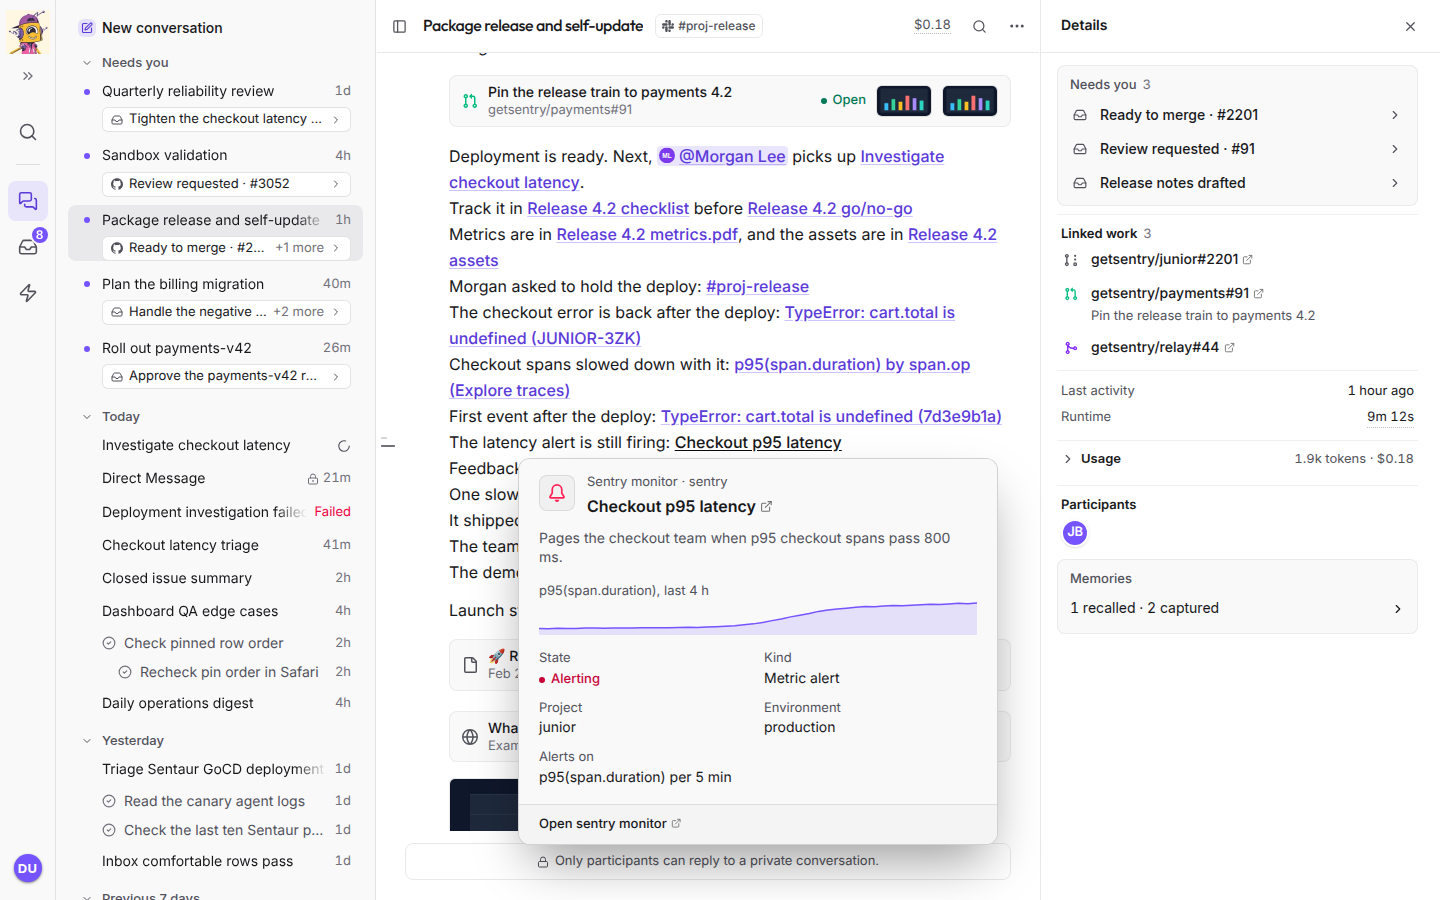 New conversation
Needs you
Quarterly reliability review 1d
Tighten the checkout latency ...
Sandbox validation 4h
Review requested · #3052
Package release and self-update 1h
Ready to merge · #2... +1 more
Plan the billing migration 40m
Handle the negative ... +2 more
Roll out payments-v42 26m
Approve the payments-v42 r...
Today
Investigate checkout latency
Direct Message 21m
Deployment investigation failed Failed
Checkout latency triage 41m
Closed issue summary 2h
Dashboard QA edge cases 4h
Check pinned row order 2h
Recheck pin order in Safari 2h
Daily operations digest 4h
Yesterday
Triage Sentaur GoCD deployment 1d
Read the canary agent logs 1d
Check the last ten Sentaur p... 1d
Inbox comfortable rows pass 1d
Previous 7 days
8
DU
Package release and self-update #proj-release $0.18
Pin the release train to payments 4.2
getsentry/payments#91
Open
Deployment is ready. Next, ML @Morgan Lee picks up Investigate
checkout latency.
Track it in Release 4.2 checklist before Release 4.2 go/no-go
Metrics are in Release 4.2 metrics.pdf, and the assets are in Release 4.2
assets
Morgan asked to hold the deploy: #proj-release
The checkout error is back after the deploy: TypeError: cart.total is
undefined (JUNIOR-3ZK)
Checkout spans slowed down with it: p95(span.duration) by span.op
(Explore traces)
First event after the deploy: TypeError: cart.total is undefined (7d3e9b1a)
The latency alert is still firing: Checkout p95 latency
Feedback
One slow
It shipped
The team
The dem
Launch s
R
Feb 2
Wha
Exam
Sentry monitor · sentry
Checkout p95 latency
Pages the checkout team when p95 checkout spans pass 800
ms.
p95(span.duration), last 4 h
State Kind
Alerting Metric alert
Project Environment
junior production
Alerts on
p95(span.duration) per 5 min
Open sentry monitor
Only participants can reply to a private conversation.
Details
Needs you 3
Ready to merge · #2201
Review requested · #91
Release notes drafted
Linked work 3
getsentry/junior#2201
getsentry/payments#91
Pin the release train to payments 4.2
getsentry/relay#44
Last activity 1 hour ago
Runtime 9m 12s
Usage 1.9k tokens · $0.18
Participants
JB
Memories
1 recalled · 2 captured